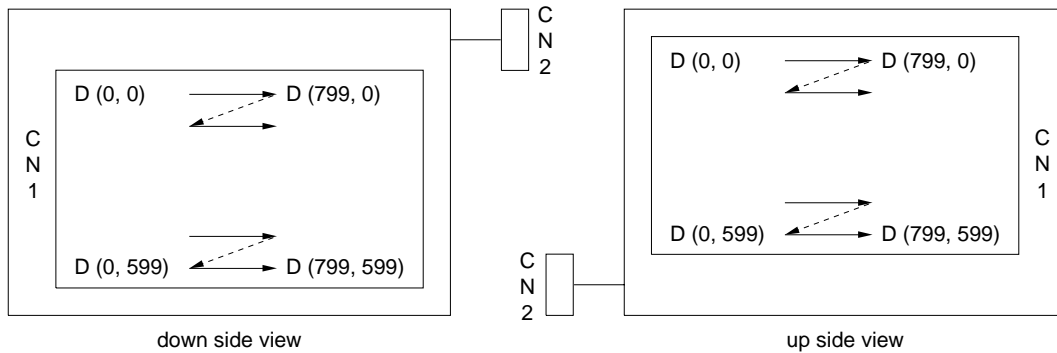 C
N
2
D (0, 0) D (799, 0)
C
N
1
D (0, 599) D (799, 599)
down side view
C
N
2
D (0, 0) D (799, 0)
C
N
1
D (0, 599) D (799, 599)
up side view